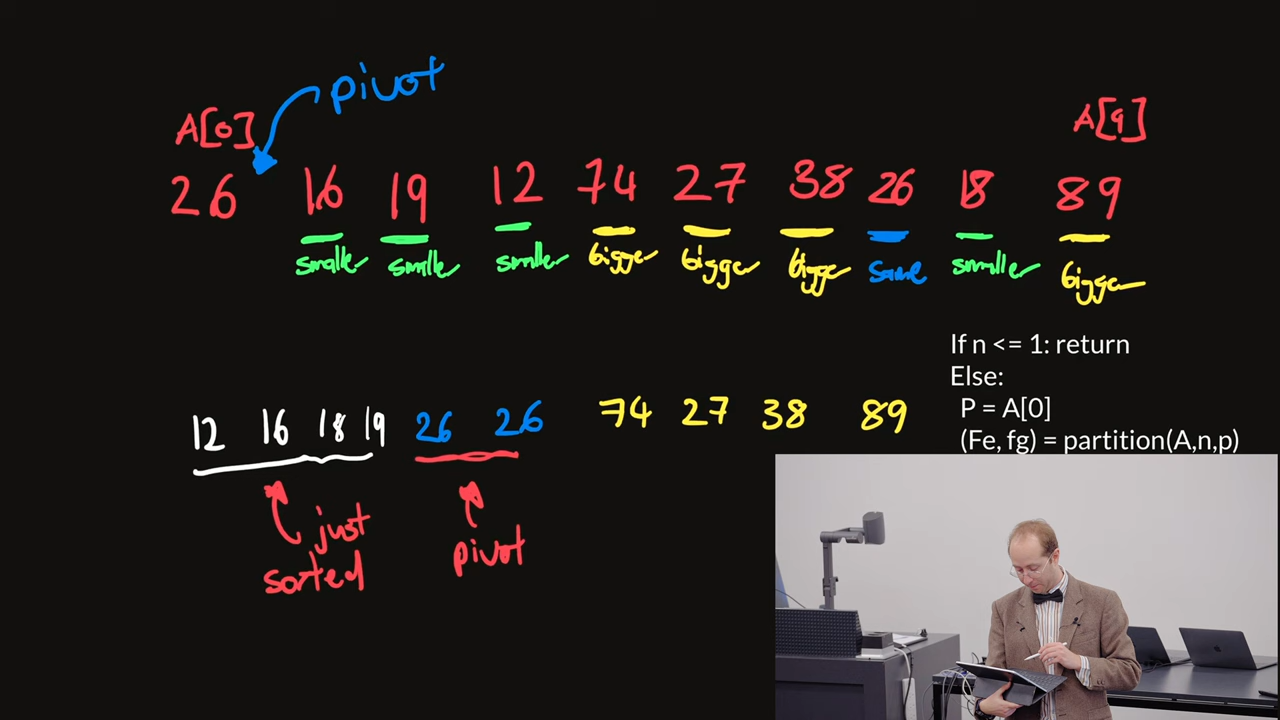 pivot
A[0] A[9]
26 16 19 12 74 27 38 26 18 89
smaller smaller smaller bigger bigger bigger same smaller bigger
If n <= 1: return
Else:
P = A[0]
(Fe, fg) = partition(A,n,p)
12 16 18 19 26 26 74 27 38 89
just sorted
pivot